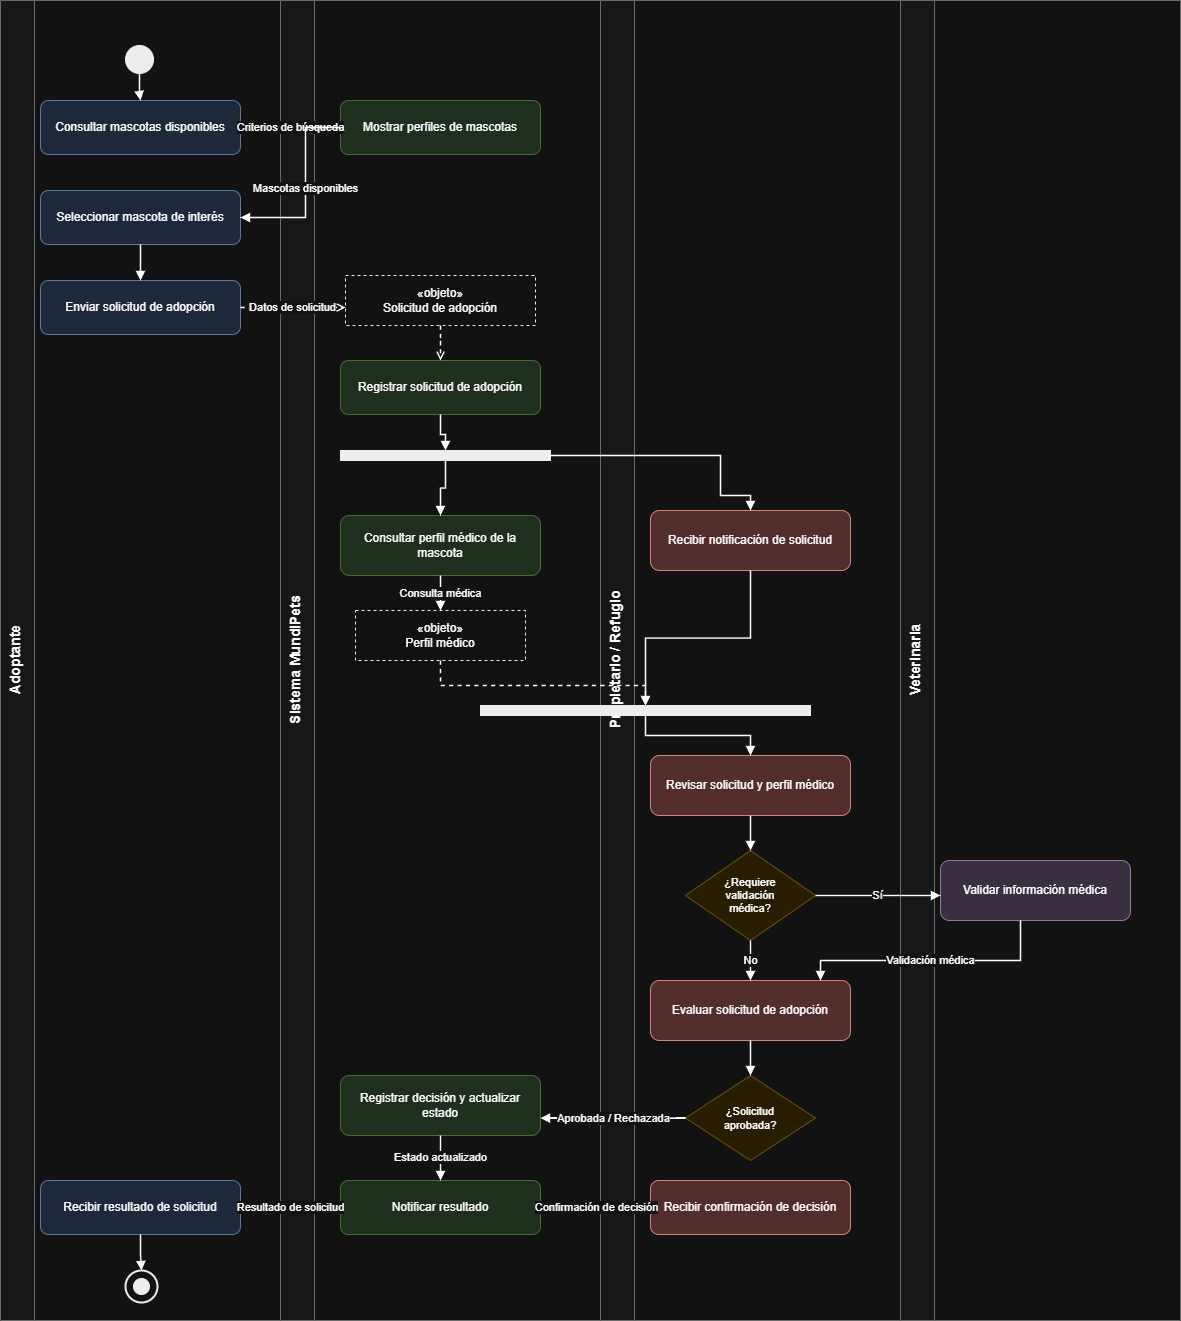 Consultar mascotas disponibles
Criterios de búsqueda
Mostrar perfiles de mascotas
Mascotas disponibles
Seleccionar mascota de interés
Enviar solicitud de adopción
Datos de solicitud
«objeto»
Solicitud de adopción
Registrar solicitud de adopción
Consultar perfil médico de la
mascota
Recibir notificación de solicitud
Consulta médica
«objeto»
Perfil médico
Adoptante
Sistema MundiPets
Propietario / Refugio
Veterinaria
Revisar solicitud y perfil médico
¿Requiere
validación
médica?
Sí
Validar información médica
No
Validación médica
Evaluar solicitud de adopción
Registrar decisión y actualizar
estado
Aprobada / Rechazada
¿Solicitud
aprobada?
Estado actualizado
Recibir resultado de solicitud
Resultado de solicitud
Notificar resultado
Confirmación de decisión
Recibir confirmación de decisión